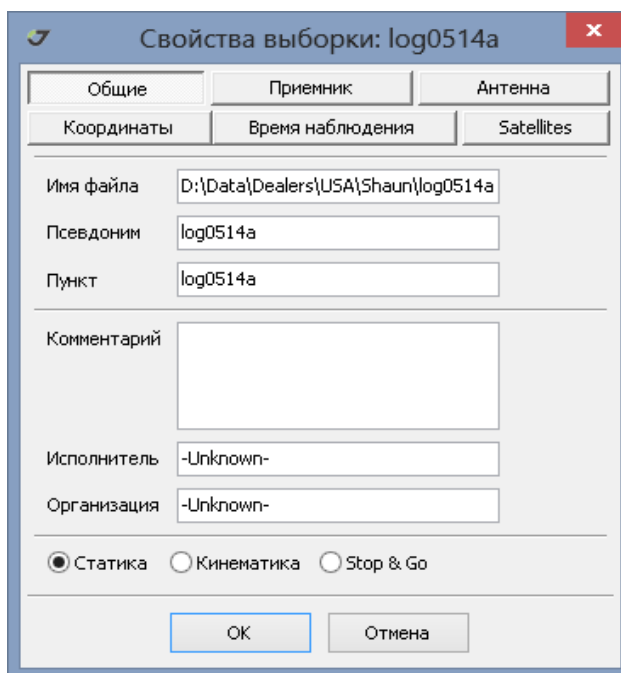 Свойства выборки: log0514a
Общие Приемник Антенна
Координаты Время наблюдения Satellites
Имя файла D:\Data\Dealers\USA\Shaun\log0514a
Псевдоним log0514a
Пункт log0514a
Комментарий
Исполнитель -Unknown-
Организация -Unknown-
Статика Кинематика Stop & Go
OK Отмена